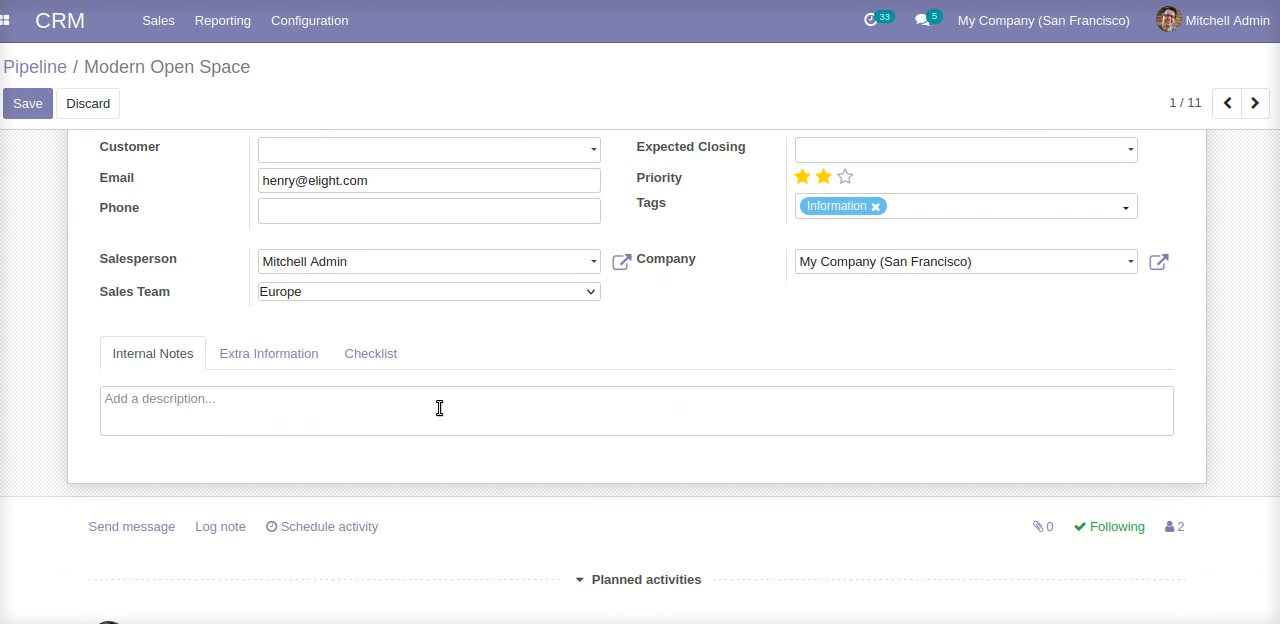 CRM Sales Reporting Configuration 33 5 My Company (San Francisco) Mitchell Admin
Pipeline / Modern Open Space
Save Discard 1 / 11
Customer Expected Closing
Email henry@elight.com Priority
Phone Tags Information
Salesperson Mitchell Admin Company My Company (San Francisco)
Sales Team Europe
Internal Notes Extra Information Checklist
Add a description...
Send message Log note Schedule activity 0 Following 2
Planned activities